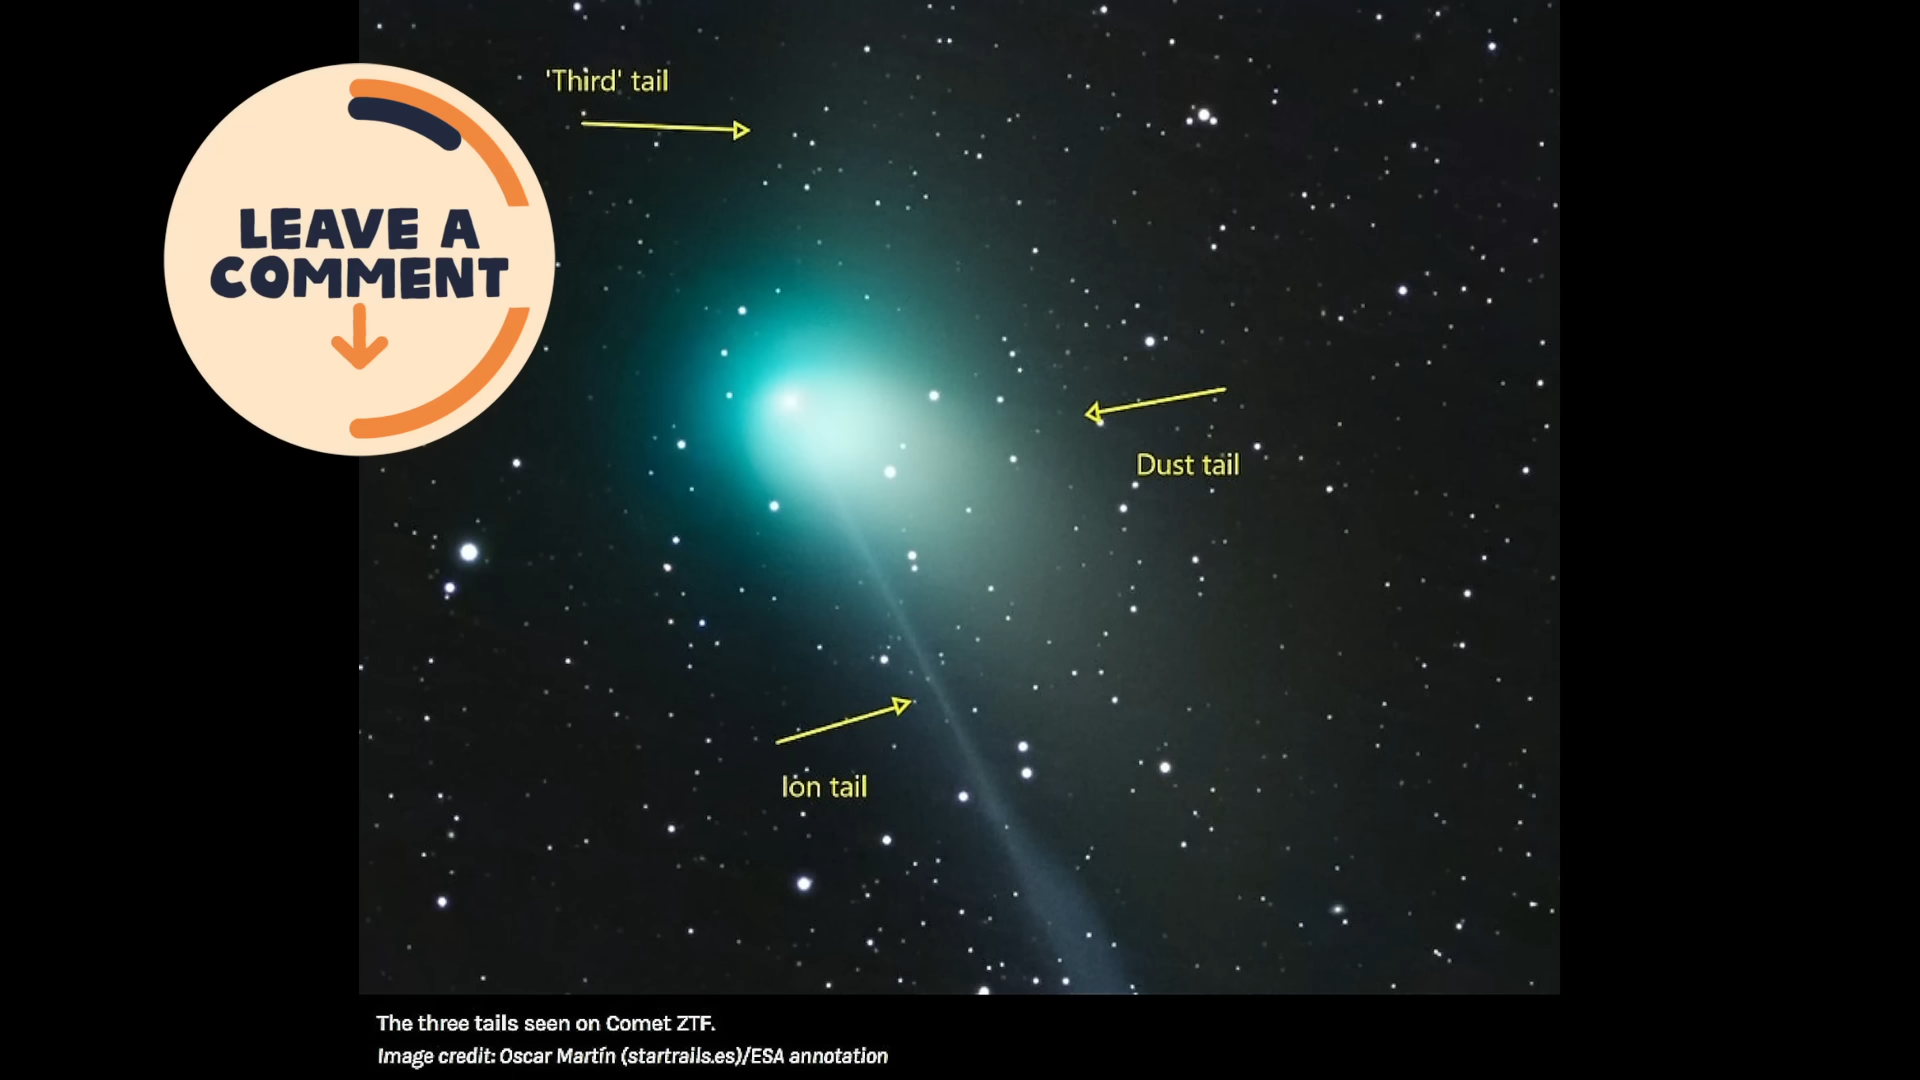 'Third' tail
LEAVE A
COMMENT
Dust tail
Ion tail
The three tails seen on Comet ZTF.
Image credit: Oscar Martín (startrails.es)/ESA annotation